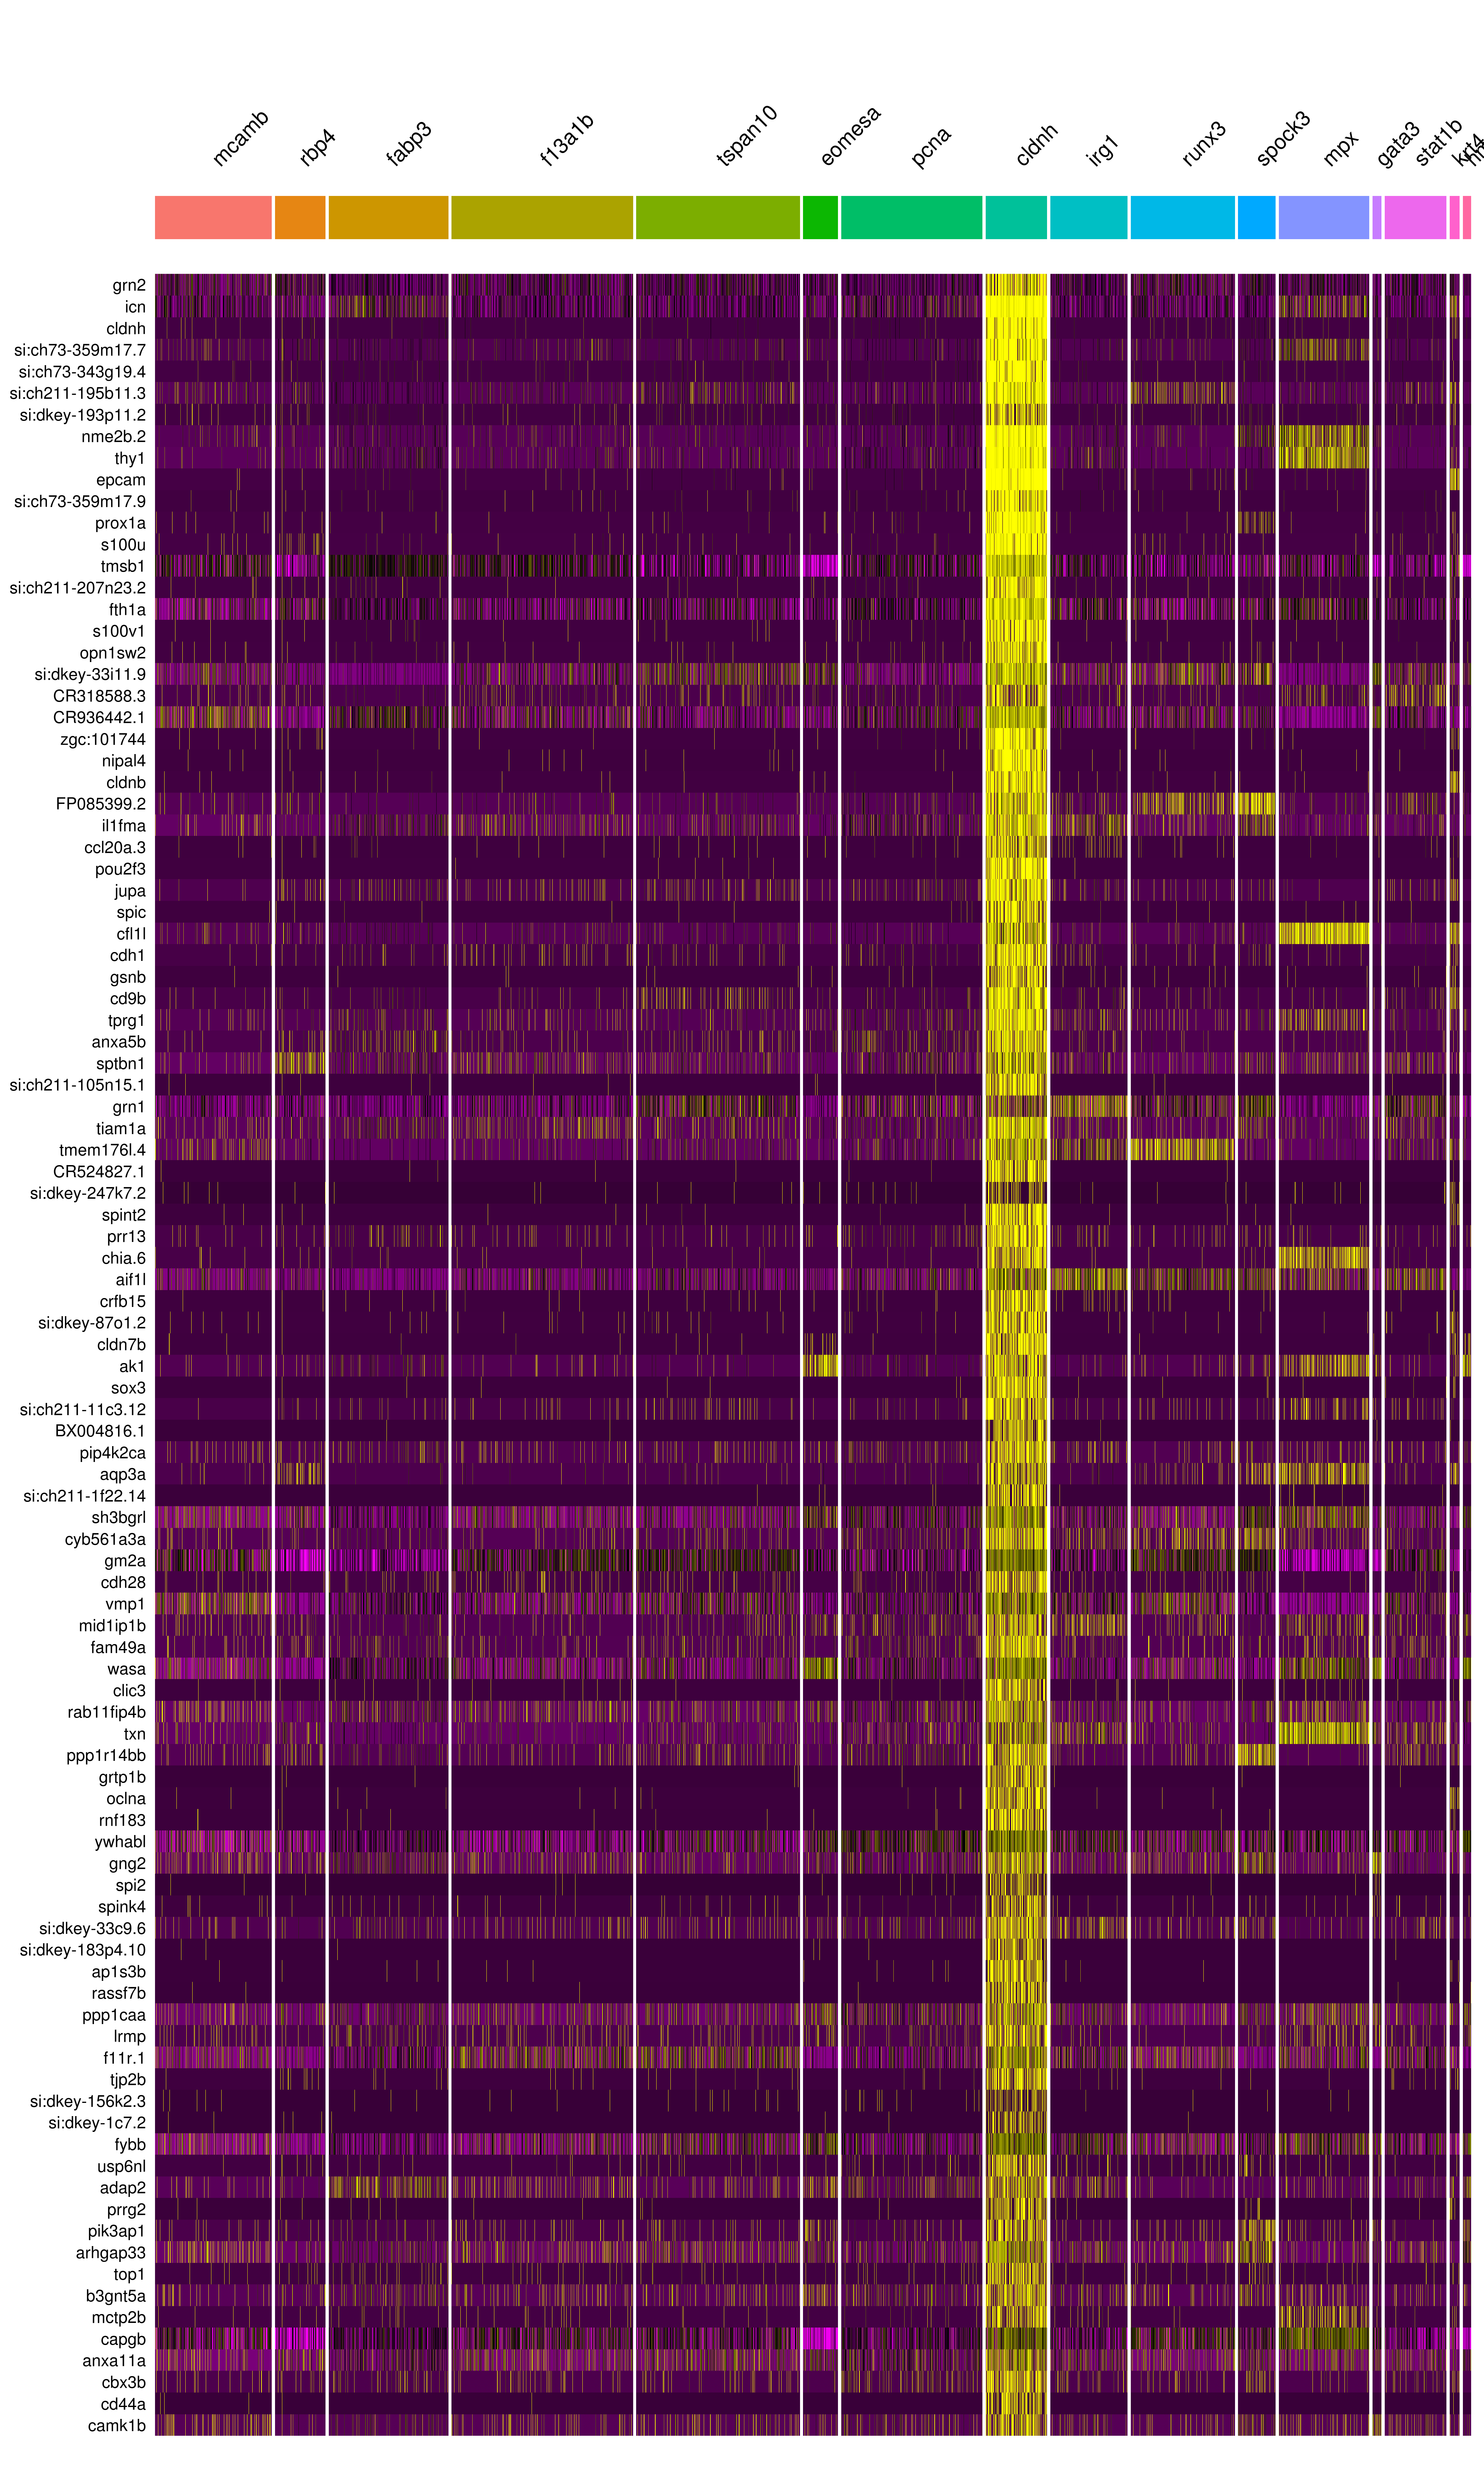 mcamb
rbp4
fabp3
f13a1b
tspan10
eomesa
pcna
cldnh
irg1
runx3
spock3
mpx
gata3
stat1b
krt4
grn2
icn
cldnh
si:ch73-359m17.7
si:ch73-343g19.4
si:ch211-195b11.3
si:dkey-193p11.2
nme2b.2
thy1
epcam
si:ch73-359m17.9
prox1a
s100u
tmsb1
si:ch211-207n23.2
fth1a
s100v1
opn1sw2
si:dkey-33i11.9
CR318588.3
CR936442.1
zgc:101744
nipal4
cldnb
FP085399.2
il1fma
ccl20a.3
pou2f3
jupa
spic
cfl1l
cdh1
gsnb
cd9b
tprg1
anxa5b
sptbn1
si:ch211-105n15.1
grn1
tiam1a
tmem176l.4
CR524827.1
si:dkey-247k7.2
spint2
prr13
chia.6
aif1l
crfb15
si:dkey-87o1.2
cldn7b
ak1
sox3
si:ch211-11c3.12
BX004816.1
pip4k2ca
aqp3a
si:ch211-1f22.14
sh3bgrl
cyb561a3a
gm2a
cdh28
vmp1
mid1ip1b
fam49a
wasa
clic3
rab11fip4b
txn
ppp1r14bb
grtp1b
oclna
rnf183
ywhabl
gng2
spi2
spink4
si:dkey-33c9.6
si:dkey-183p4.10
ap1s3b
rassf7b
ppp1caa
lrmp
f11r.1
tjp2b
si:dkey-156k2.3
si:dkey-1c7.2
fybb
usp6nl
adap2
prrg2
pik3ap1
arhgap33
top1
b3gnt5a
mctp2b
capgb
anxa11a
cbx3b
cd44a
camk1b